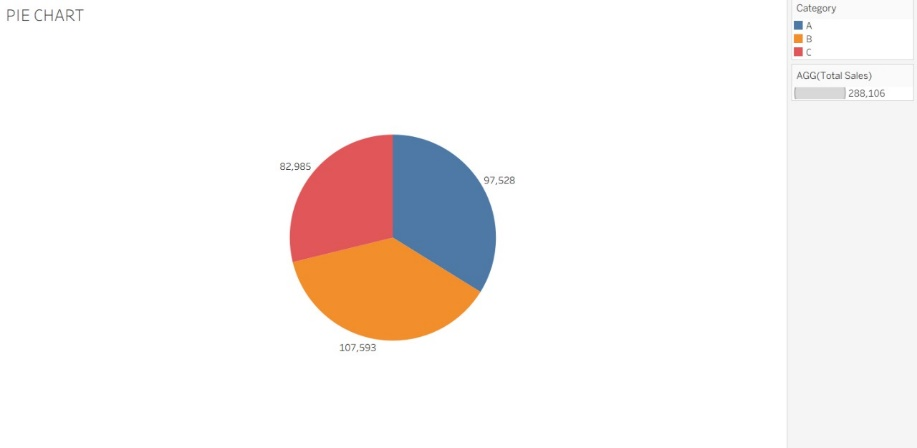 PIE CHART
82,985
97,528
107,593
Category
A
B
C
AGG(Total Sales)
288,106